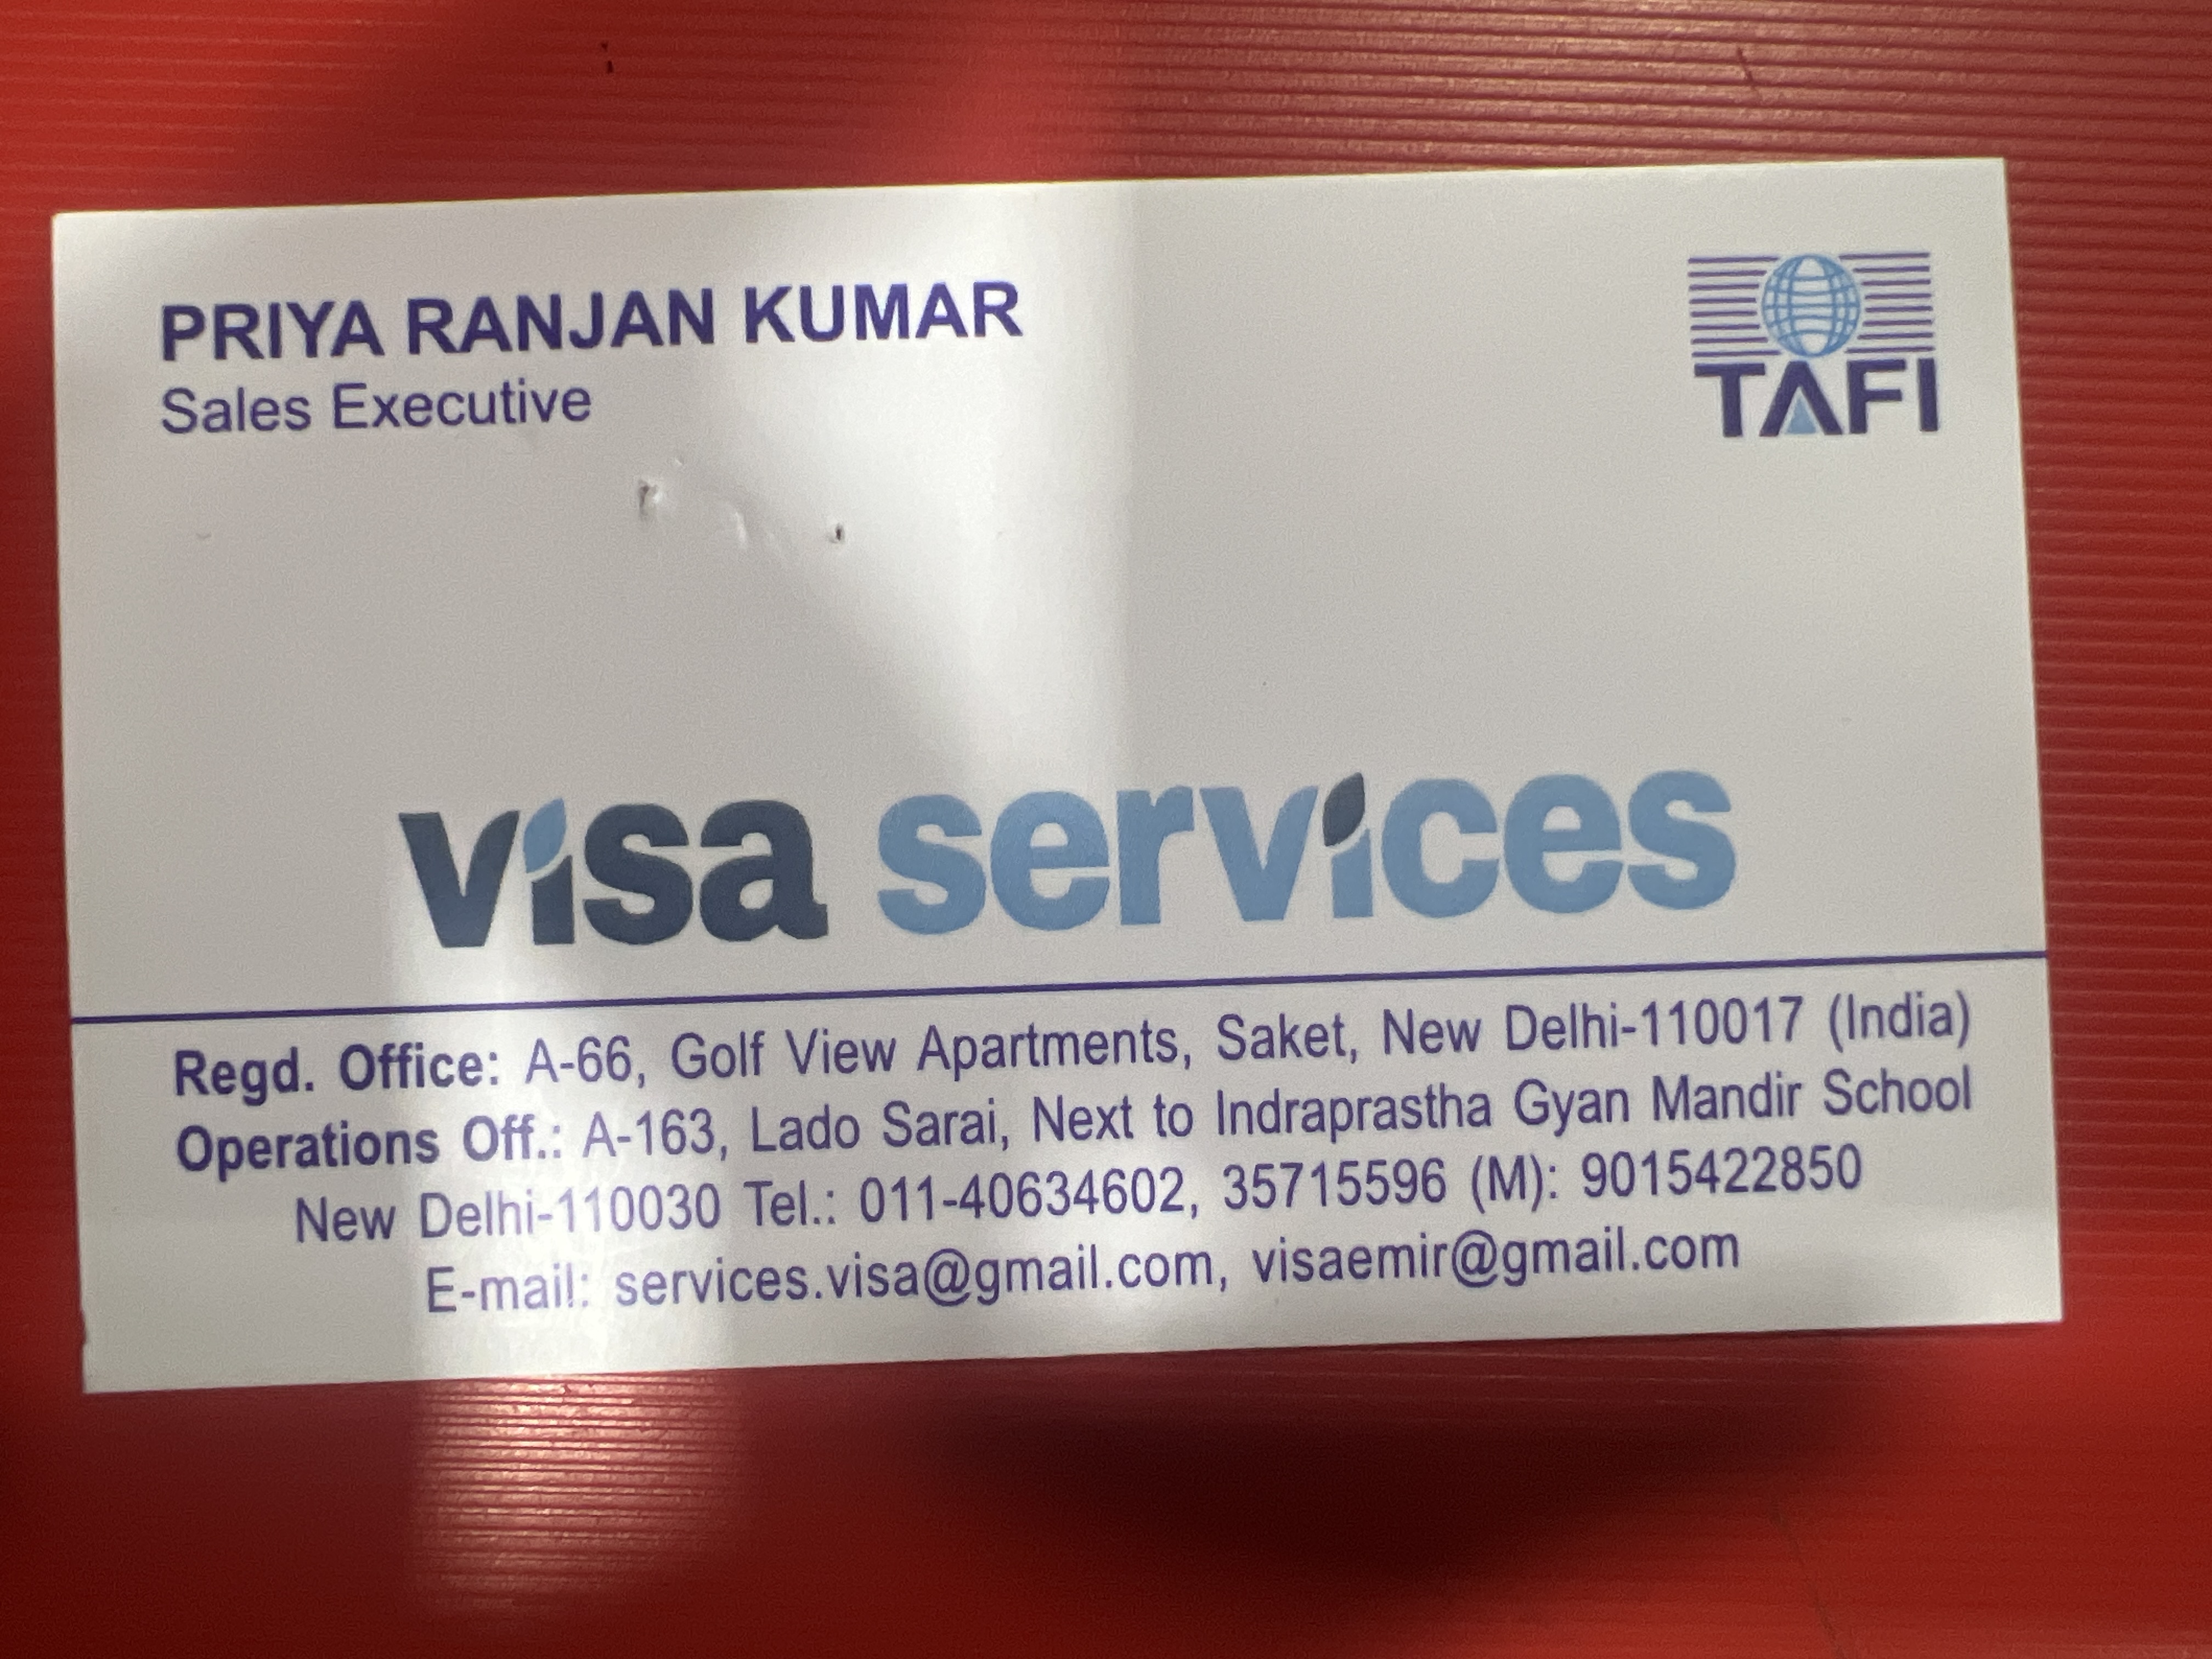 PRIYA RANJAN KUMAR
Sales Executive
TAFI
visa services
Regd. Office: A-66, Golf View Apartments, Saket, New Delhi-110017 (India)
Operations Off.: A-163, Lado Sarai, Next to Indraprastha Gyan Mandir School
New Delhi-110030 Tel.: 011-40634602, 35715596 (M): 9015422850
E-mail: services.visa@gmail.com, visaemir@gmail.com